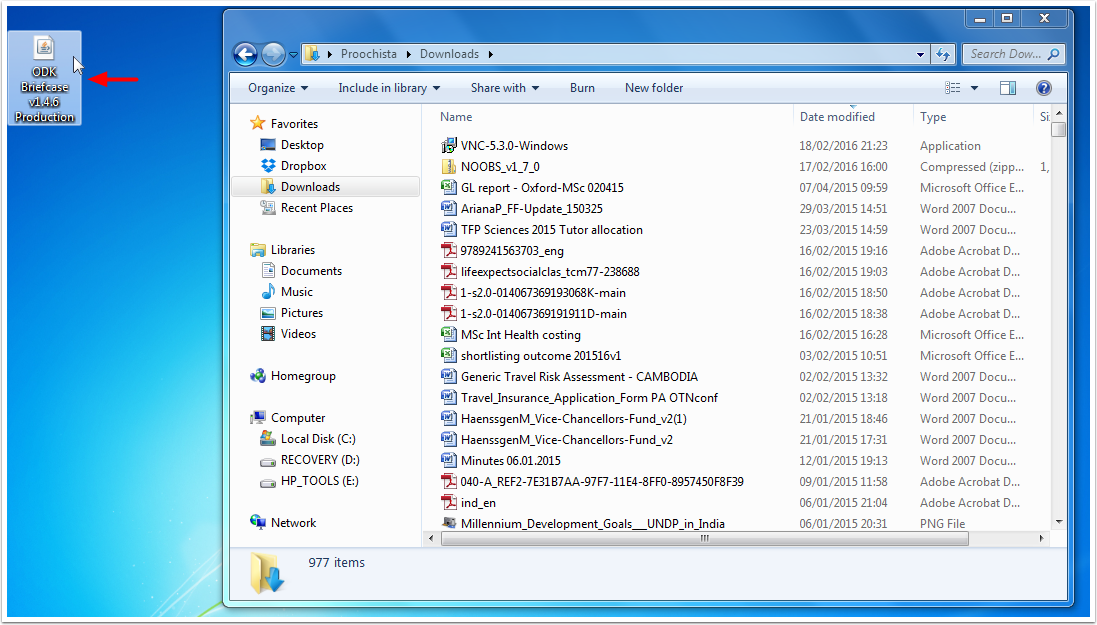 ODK
Briefcase
v1.4.6
Production
Proochista Downloads
Search Dow...
Organize Include in library Share with Burn New folder
Favorites
Desktop
Dropbox
Downloads
Recent Places
Libraries
Documents
Music
Pictures
Videos
Homegroup
Computer
Local Disk (C:)
RECOVERY (D:)
HP_TOOLS (E:)
Network
Name Date modified Type Si
VNC-5.3.0-Windows 18/02/2016 21:23 Application
NOOBS_v1_7_0 17/02/2016 16:00 Compressed (zipp... 1,
GL report - Oxford-MSc 020415 07/04/2015 09:59 Microsoft Office E...
ArianaP_FF-Update_150325 29/03/2015 14:51 Word 2007 Docu...
TFP Sciences 2015 Tutor allocation 23/03/2015 14:59 Word 2007 Docu...
9789241563703_eng 16/02/2015 19:16 Adobe Acrobat D...
lifeexpectsocialclas_tcm77-238688 16/02/2015 19:03 Adobe Acrobat D...
1-s2.0-014067369193068K-main 16/02/2015 18:50 Adobe Acrobat D...
1-s2.0-014067369191911D-main 16/02/2015 18:38 Adobe Acrobat D...
MSc Int Health costing 16/02/2015 16:28 Microsoft Office E...
shortlisting outcome 201516v1 03/02/2015 10:51 Microsoft Office E...
Generic Travel Risk Assessment - CAMBODIA 02/02/2015 13:32 Word 2007 Docu...
Travel_Insurance_Application_Form PA OTNconf 02/02/2015 13:18 Word 2007 Docu...
HaenssgenM_Vice-Chancellors-Fund_v2(1) 21/01/2015 18:46 Word 2007 Docu...
HaenssgenM_Vice-Chancellors-Fund_v2 21/01/2015 17:31 Word 2007 Docu...
Minutes 06.01.2015 12/01/2015 19:13 Word 2007 Docu...
040-A_REF2-7E31B7AA-97F7-11E4-8FF0-8957450F8F39 09/01/2015 11:58 Adobe Acrobat D...
ind_en 06/01/2015 21:04 Adobe Acrobat D...
Millennium_Development_Goals___UNDP_in_India 06/01/2015 20:31 PNG File
977 items